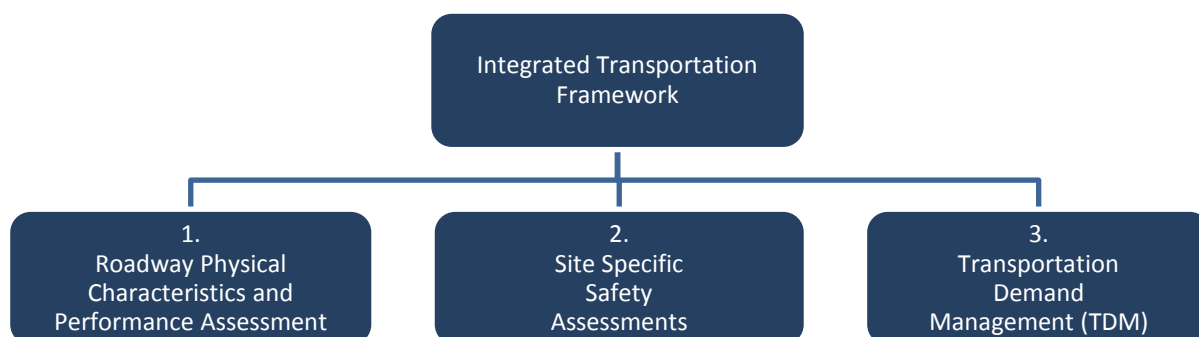 Integrated Transportation
Framework
1.
Roadway Physical
Characteristics and
Performance Assessment
2.
Site Specific
Safety
Assessments
3.
Transportation
Demand
Management (TDM)